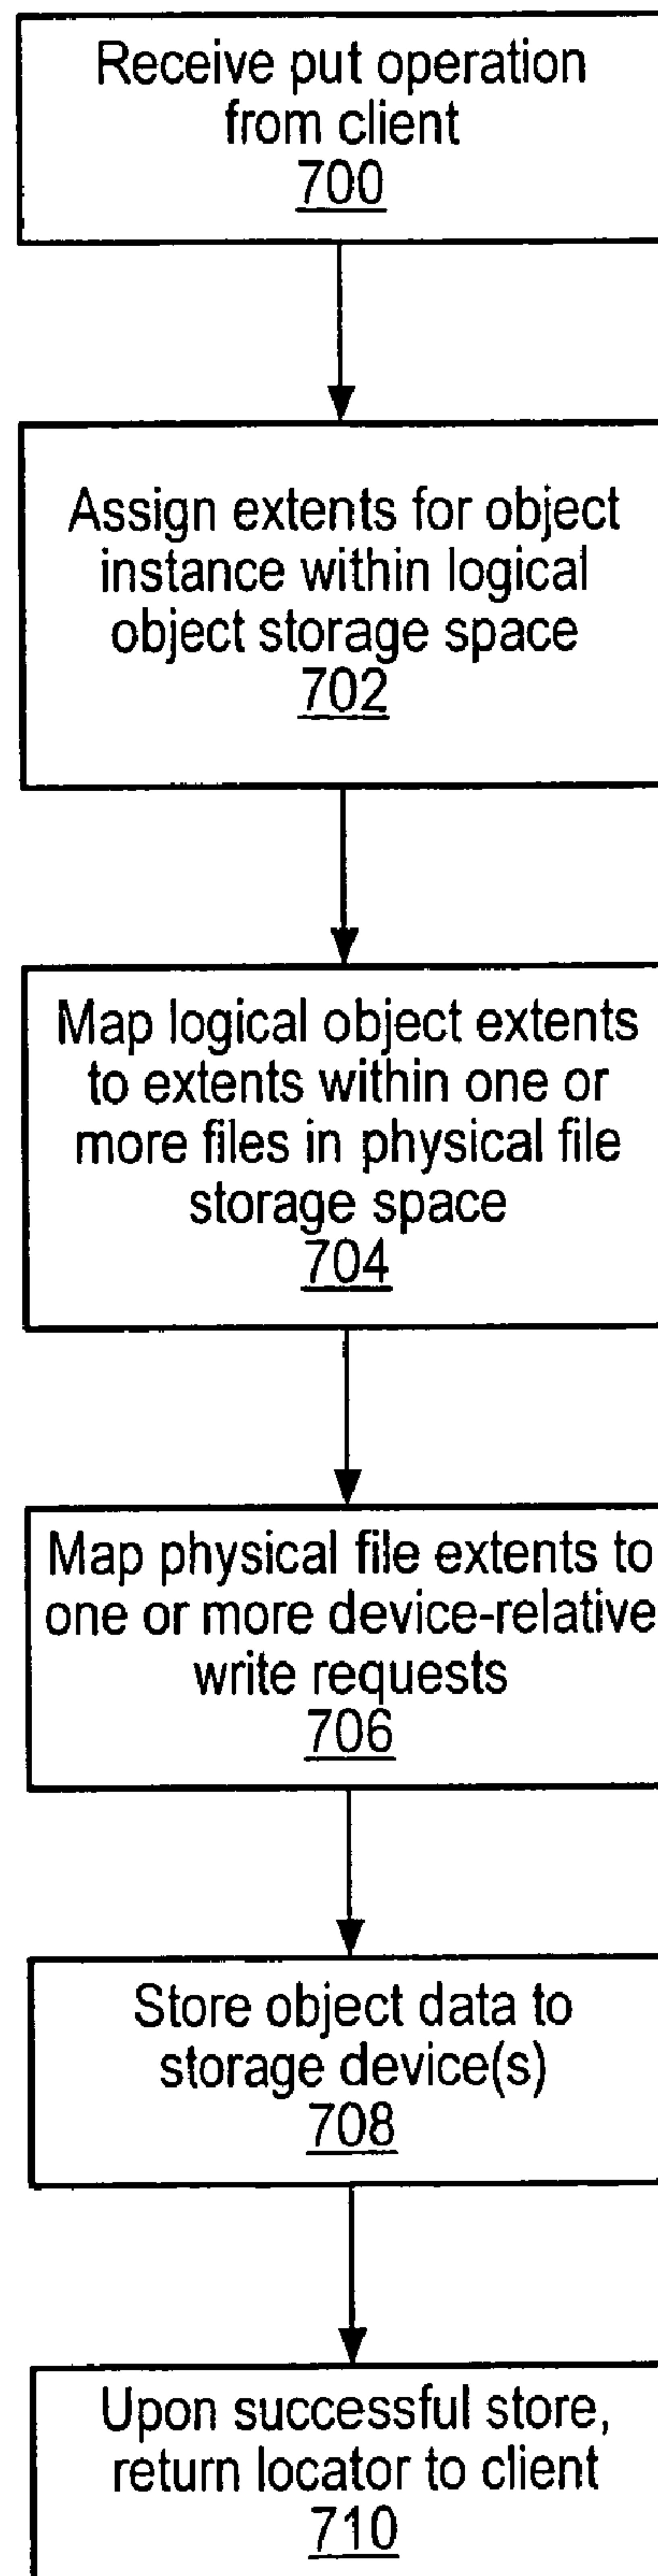 Receive put operation
from client
700
Assign extents for object
instance within logical
object storage space
702
Map logical object extents
to extents within one or
more files in physical file
storage space
704
Map physical file extents to
one or more device-relative
write requests
706
Store object data to
storage device(s)
708
Upon successful store,
return locator to client
710